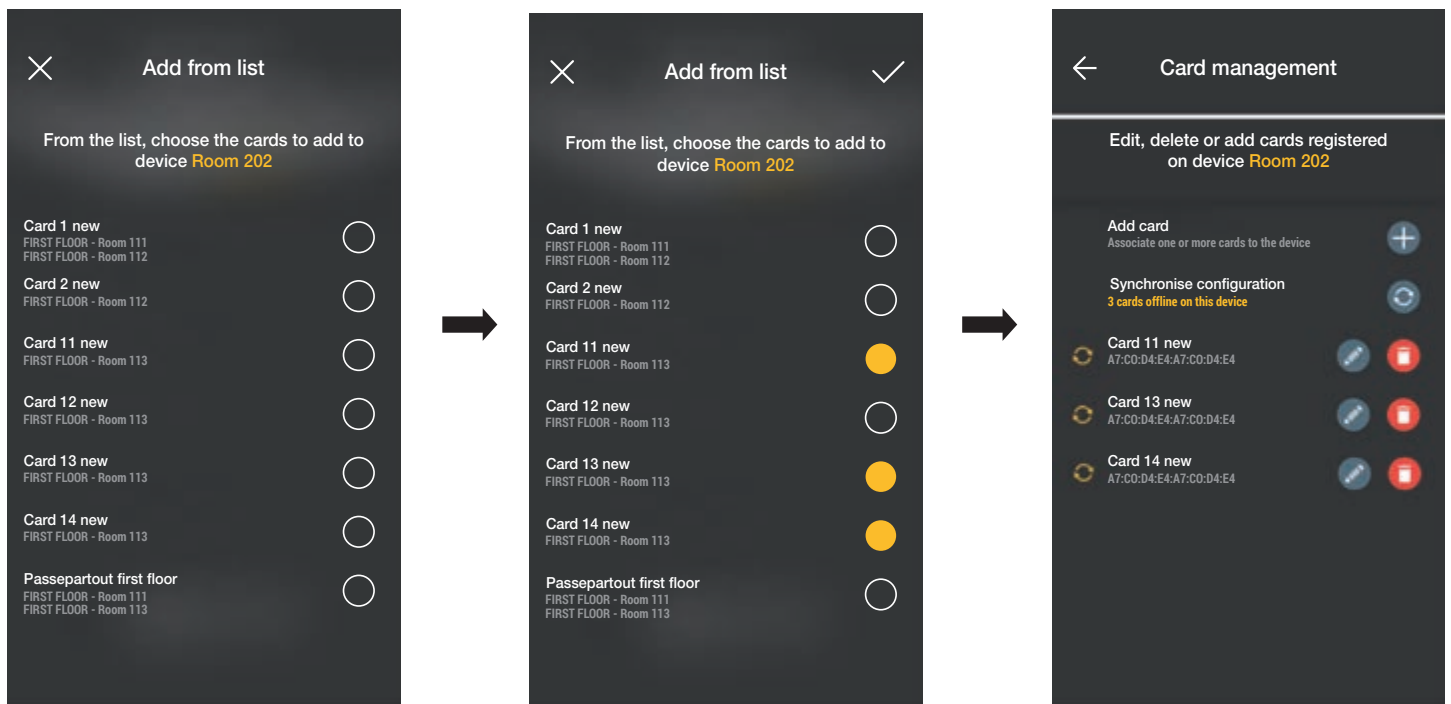 Add from list
From the list, choose the cards to add to
device Room 202
Card 1 new
FIRST FLOOR - Room 111
FIRST FLOOR - Room 112
Card 2 new
FIRST FLOOR - Room 112
Card 11 new
FIRST FLOOR - Room 113
Card 12 new
FIRST FLOOR - Room 113
Card 13 new
FIRST FLOOR - Room 113
Card 14 new
FIRST FLOOR - Room 113
Passepartout first floor
FIRST FLOOR - Room 111
FIRST FLOOR - Room 113
Add from list
From the list, choose the cards to add to
device Room 202
Card 1 new
FIRST FLOOR - Room 111
FIRST FLOOR - Room 112
Card 2 new
FIRST FLOOR - Room 112
Card 11 new
FIRST FLOOR - Room 113
Card 12 new
FIRST FLOOR - Room 113
Card 13 new
FIRST FLOOR - Room 113
Card 14 new
FIRST FLOOR - Room 113
Passepartout first floor
FIRST FLOOR - Room 111
FIRST FLOOR - Room 113
Card management
Edit, delete or add cards registered
on device Room 202
Add card
Associate one or more cards to the device
Synchronise configuration
3 cards offline on this device
Card 11 new
A7:C0:D4:E4:A7:C0:D4:E4
Card 13 new
A7:C0:D4:E4:A7:C0:D4:E4
Card 14 new
A7:C0:D4:E4:A7:C0:D4:E4